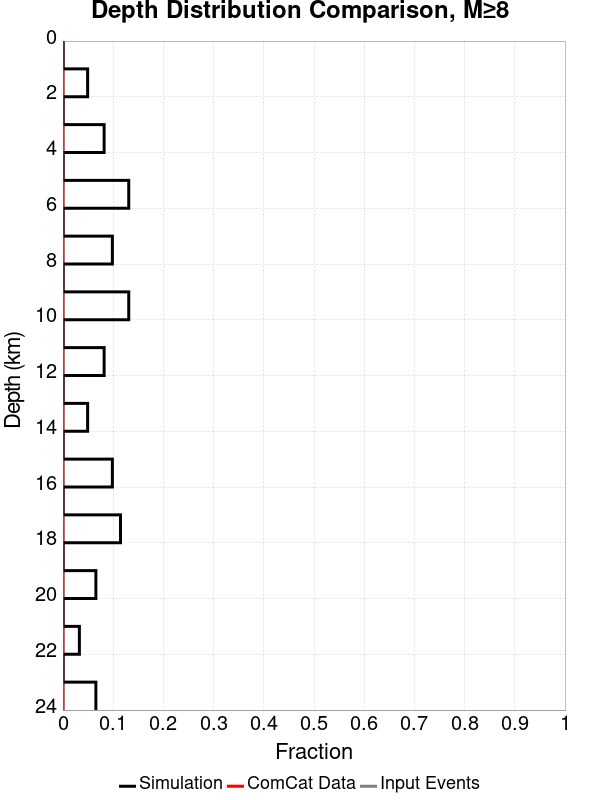 Depth Distribution Comparison, M≥8
0
2
4
6
8
10
12
14
16
18
20
22
24
Depth (km)
0 0.1 0.2 0.3 0.4 0.5 0.6 0.7 0.8 0.9 1
Fraction
Simulation ComCat Data Input Events